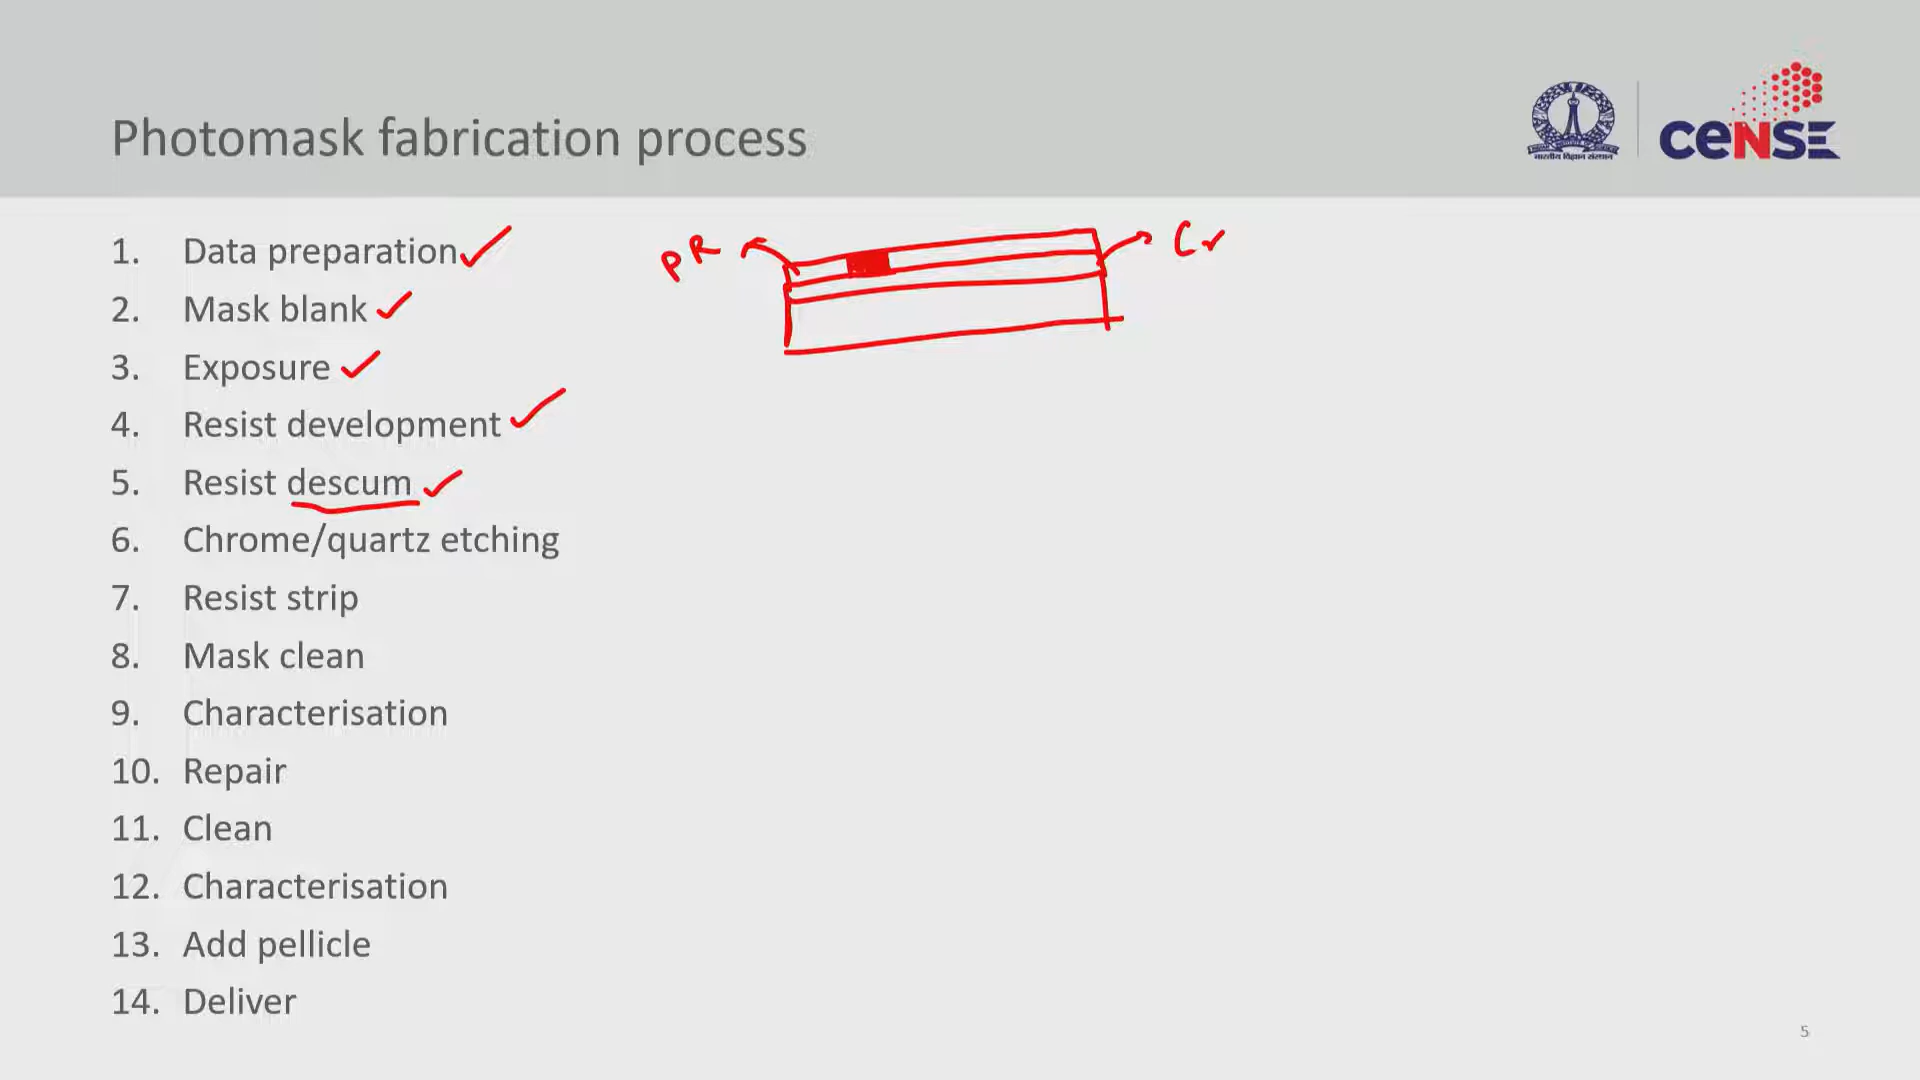 Photomask fabrication process
भारतीय विज्ञान संस्थान
ceNSE
1. Data preparation
2. Mask blank
3. Exposure
4. Resist development
5. Resist descum
6. Chrome/quartz etching
7. Resist strip
8. Mask clean
9. Characterisation
10. Repair
11. Clean
12. Characterisation
13. Add pellicle
14. Deliver
PR
Cr
5